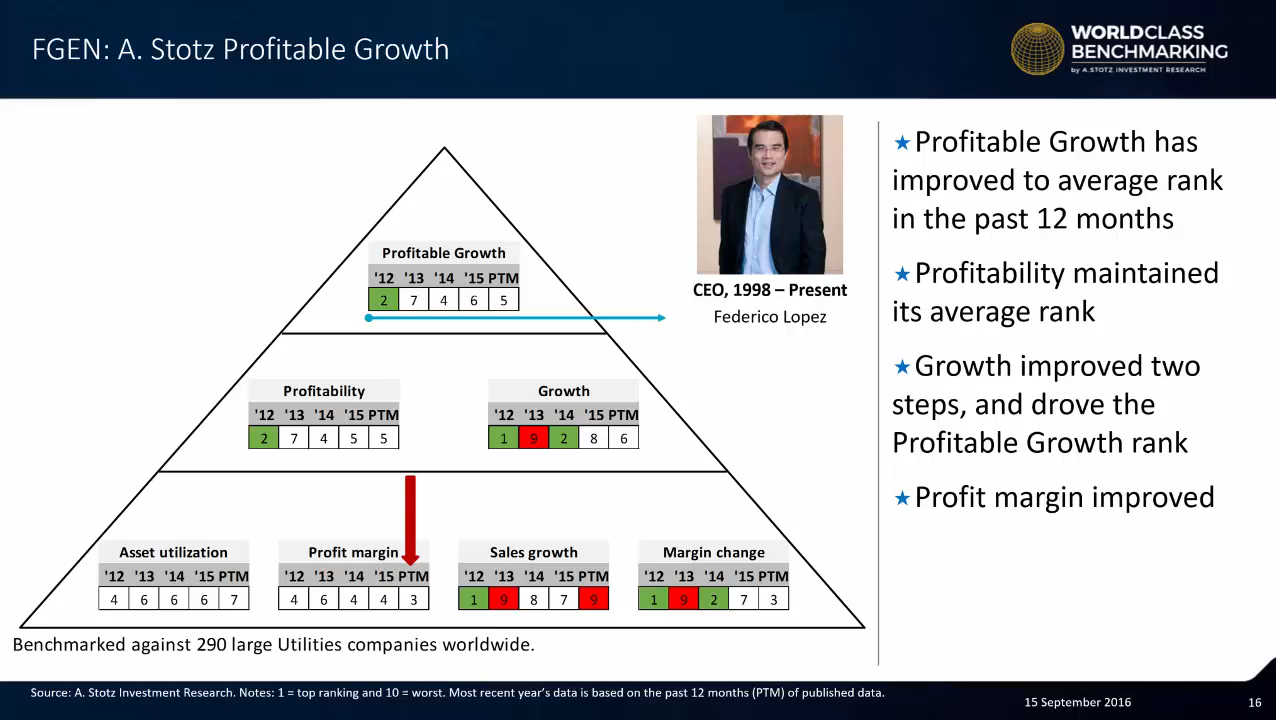 FGEN: A. Stotz Profitable Growth
WORLDCLASS
BENCHMARKING
by A.STOTZ INVESTMENT RESEARCH
Profitable Growth
'12 '13 '14 '15 PTM
2 7 4 6 5
CEO, 1998 – Present
Federico Lopez
Profitability
'12 '13 '14 '15 PTM
2 7 4 5 5
Growth
'12 '13 '14 '15 PTM
1 9 2 8 6
Asset utilization
'12 '13 '14 '15 PTM
4 6 6 6 7
Profit margin
'12 '13 '14 '15 PTM
4 6 4 4 3
Sales growth
'12 '13 '14 '15 PTM
1 9 8 7 9
Margin change
'12 '13 '14 '15 PTM
1 9 2 7 3
Benchmarked against 290 large Utilities companies worldwide.
★Profitable Growth has
improved to average rank
in the past 12 months
★Profitability maintained
its average rank
★Growth improved two
steps, and drove the
Profitable Growth rank
★Profit margin improved
Source: A. Stotz Investment Research. Notes: 1 = top ranking and 10 = worst. Most recent year's data is based on the past 12 months (PTM) of published data.
15 September 2016
16